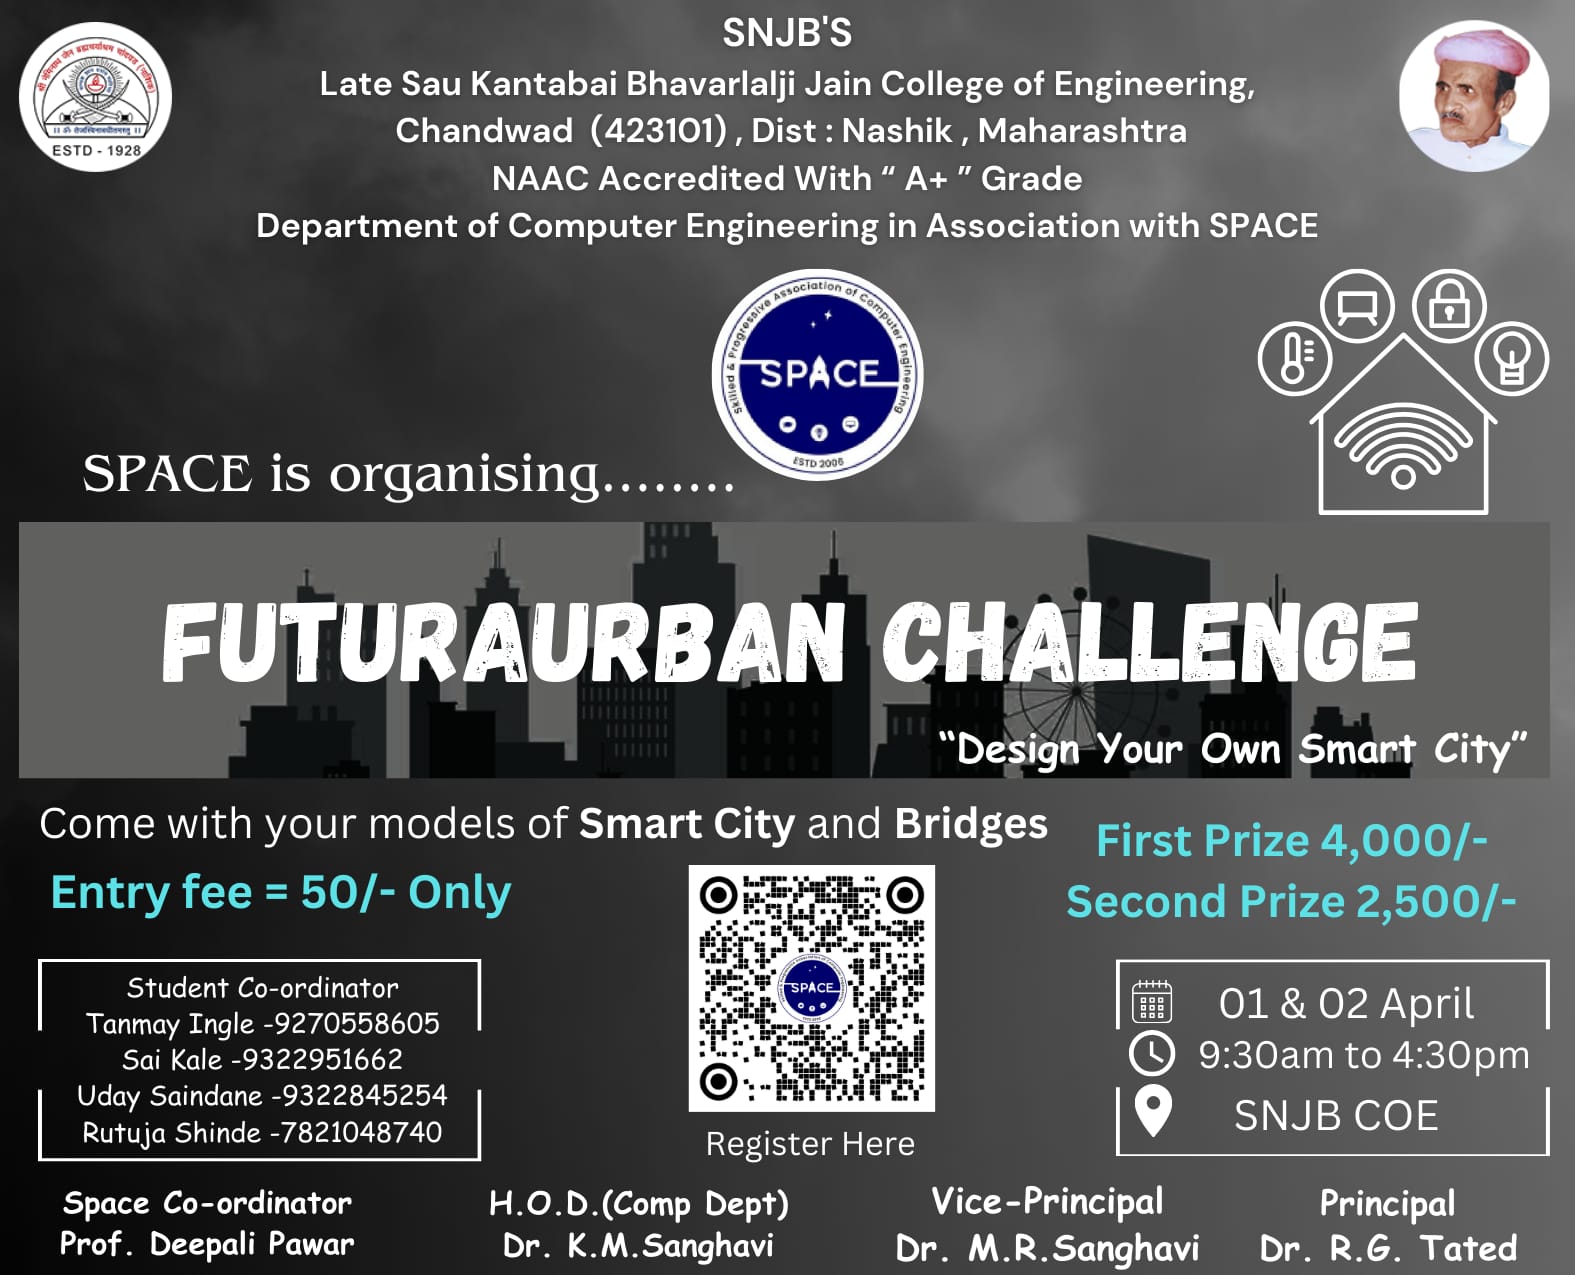 SNJB'S
Late Sau Kantabai Bhavarlalji Jain College of Engineering,
Chandwad (423101) , Dist : Nashik , Maharashtra
NAAC Accredited With “ A+ ” Grade
Department of Computer Engineering in Association with SPACE
ESTD - 1928
Skilled & Progressive Association of Computer Engineering
SPACE
ESTD 2006
SPACE is organising........
FUTURAURBAN CHALLENGE
“Design Your Own Smart City”
Come with your models of Smart City and Bridges
Entry fee = 50/- Only
First Prize 4,000/-
Second Prize 2,500/-
Student Co-ordinator
Tanmay Ingle -9270558605
Sai Kale -9322951662
Uday Saindane -9322845254
Rutuja Shinde -7821048740
SPACE
Register Here
01 & 02 April
9:30am to 4:30pm
SNJB COE
Space Co-ordinator
Prof. Deepali Pawar
H.O.D.(Comp Dept)
Dr. K.M.Sanghavi
Vice-Principal
Dr. M.R.Sanghavi
Principal
Dr. R.G. Tated